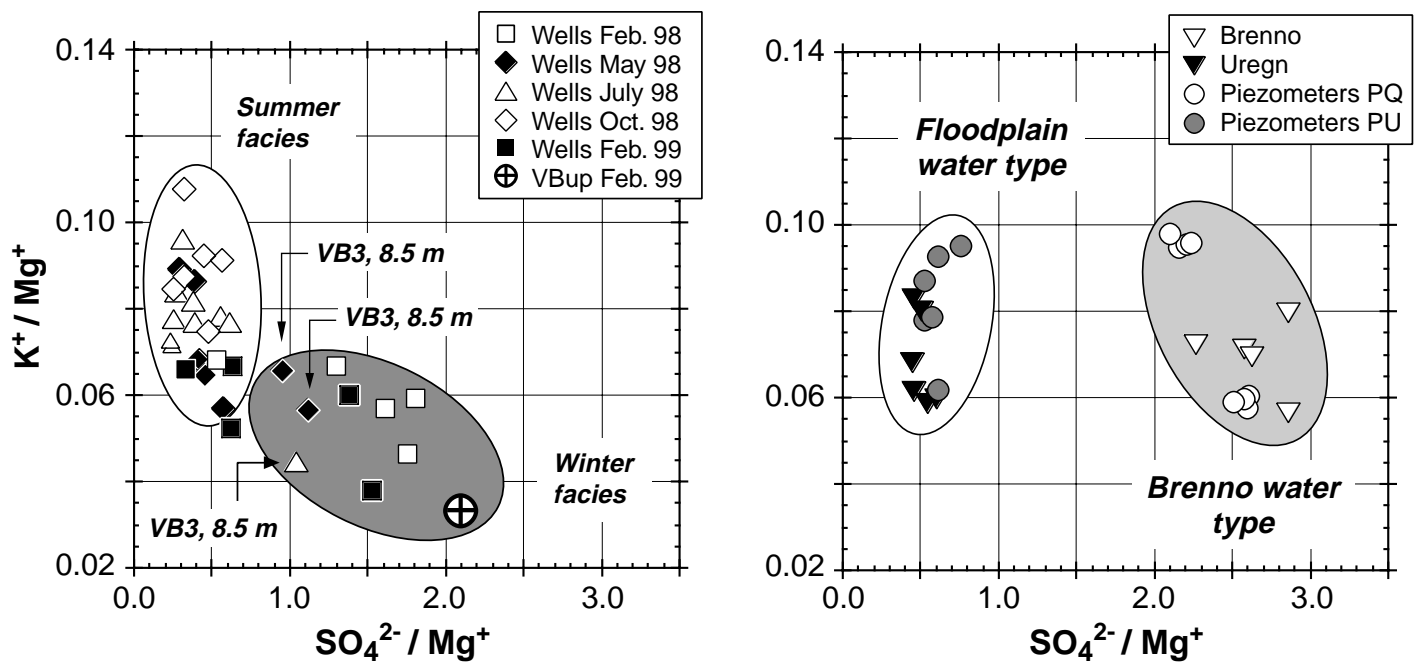 Wells Feb. 98
Wells May 98
Wells July 98
Wells Oct. 98
Wells Feb. 99
VBup Feb. 99
0.14
0.10
0.06
0.02
K⁺ / Mg⁺
Summer
facies
VB3, 8.5 m
VB3, 8.5 m
VB3, 8.5 m
Winter
facies
0.0
1.0
2.0
3.0
SO₄²⁻ / Mg⁺
Brenno
Uregn
Piezometers PQ
Piezometers PU
0.14
0.10
0.06
0.02
Floodplain
water type
Brenno water
type
0.0
1.0
2.0
3.0
SO₄²⁻ / Mg⁺